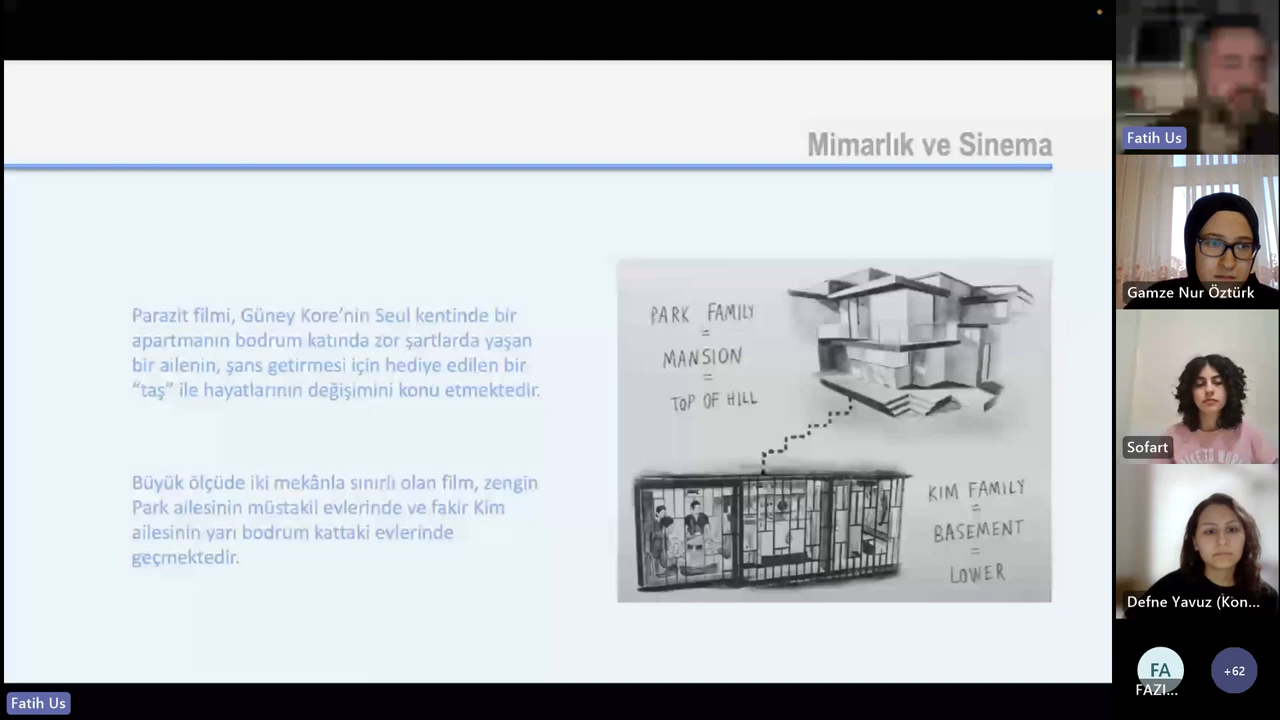 Mimarlık ve Sinema
Parazit filmi, Güney Kore’nin Seul kentinde bir
apartmanın bodrum katında zor şartlarda yaşayan
bir ailenin, şans getirmesi için hediye edilen bir
“taş” ile hayatlarının değişimini konu etmektedir.
Büyük ölçüde iki mekânla sınırlı olan film, zengin
Park ailesinin müstakil evlerinde ve fakir Kim
ailesinin yarı bodrum kattaki evlerinde
geçmektedir.
PARK FAMILY
=
MANSION
=
TOP OF HILL
KIM FAMILY
=
BASEMENT
=
LOWER
Fatih Us
Gamze Nur Öztürk
Sofart
Defne Yavuz (Kon...
FA
FAZI...
+62
Fatih Us